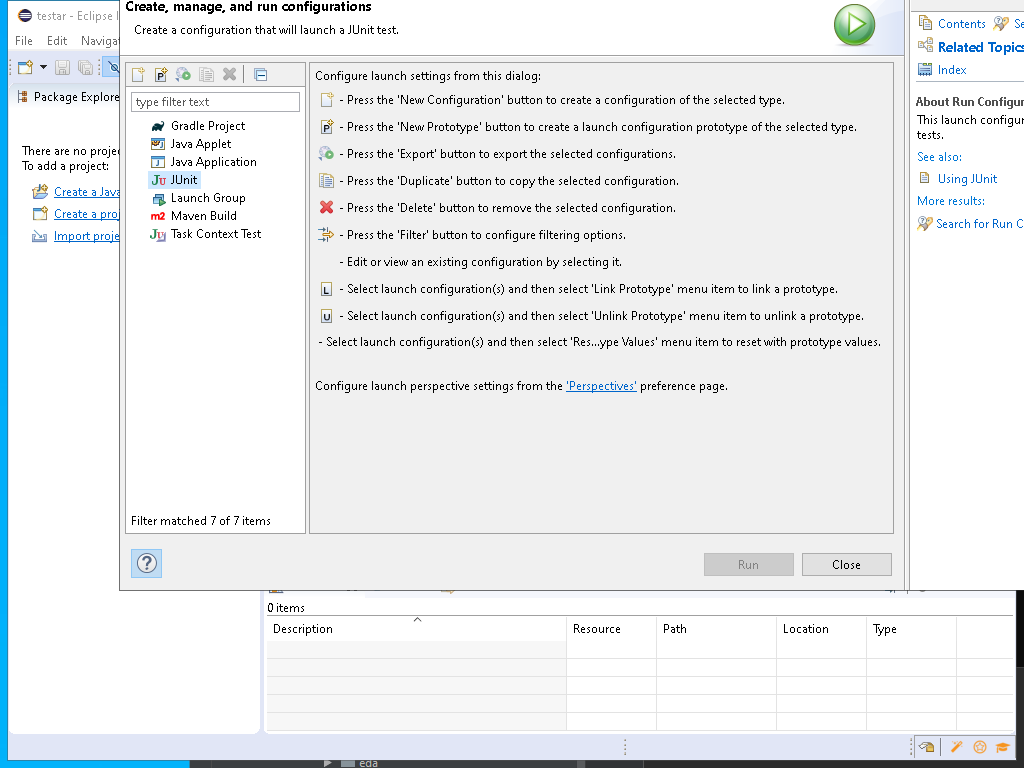 testar - Eclipse I
File Edit Navigat
Package Explore
There are no projec
To add a project:
Create a Java
Create a proj
Import proje
Create, manage, and run configurations
Create a configuration that will launch a JUnit test.
type filter text
Gradle Project
Java Applet
Java Application
JUnit
Launch Group
Maven Build
Task Context Test
Filter matched 7 of 7 items
Configure launch settings from this dialog:
- Press the 'New Configuration' button to create a configuration of the selected type.
- Press the 'New Prototype' button to create a launch configuration prototype of the selected type.
- Press the 'Export' button to export the selected configurations.
- Press the 'Duplicate' button to copy the selected configuration.
- Press the 'Delete' button to remove the selected configuration.
- Press the 'Filter' button to configure filtering options.
- Edit or view an existing configuration by selecting it.
- Select launch configuration(s) and then select 'Link Prototype' menu item to link a prototype.
- Select launch configuration(s) and then select 'Unlink Prototype' menu item to unlink a prototype.
- Select launch configuration(s) and then select 'Res...ype Values' menu item to reset with prototype values.
Configure launch perspective settings from the 'Perspectives' preference page.
Run Close
Contents Se
Related Topics
Index
About Run Configur
This launch configur
tests.
See also:
Using JUnit
More results:
Search for Run C
0 items
Description Resource Path Location Type
eda